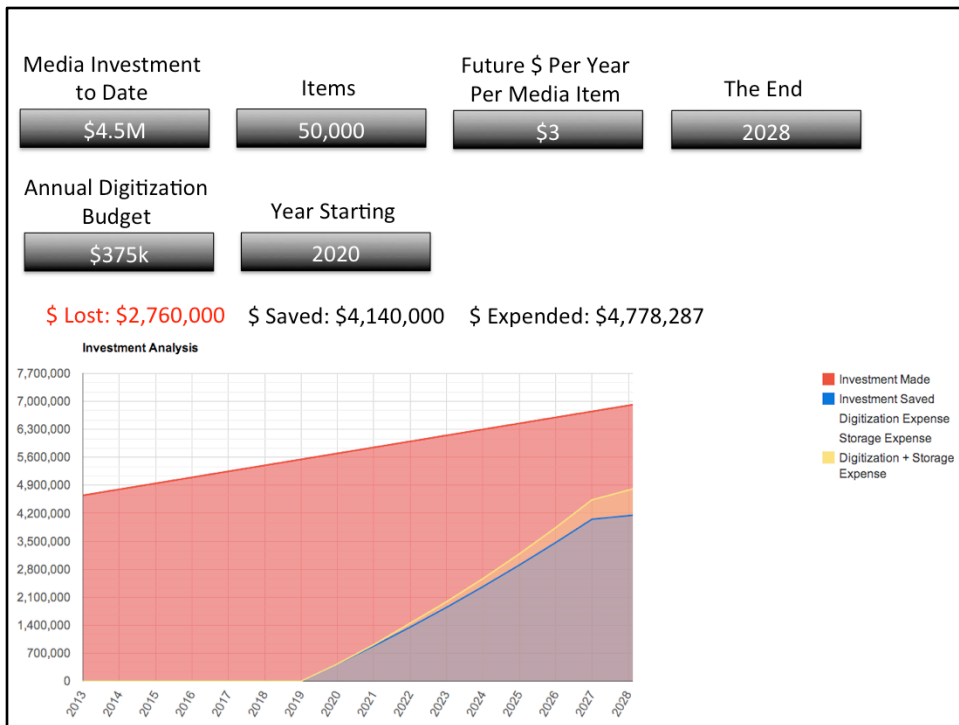 Media Investment
to Date
Items
Future $ Per Year
Per Media Item
The End
$4.5M
50,000
$3
2028
Annual Digitization
Budget
Year Starting
$375k
2020
$ Lost: $2,760,000 $ Saved: $4,140,000 $ Expended: $4,778,287
Investment Analysis
7,700,000
7,000,000
6,300,000
5,600,000
4,900,000
4,200,000
3,500,000
2,800,000
2,100,000
1,400,000
700,000
0
2013
2014
2015
2016
2017
2018
2019
2020
2021
2022
2023
2024
2025
2026
2027
2028
Investment Made
Investment Saved
Digitization Expense
Storage Expense
Digitization + Storage
Expense